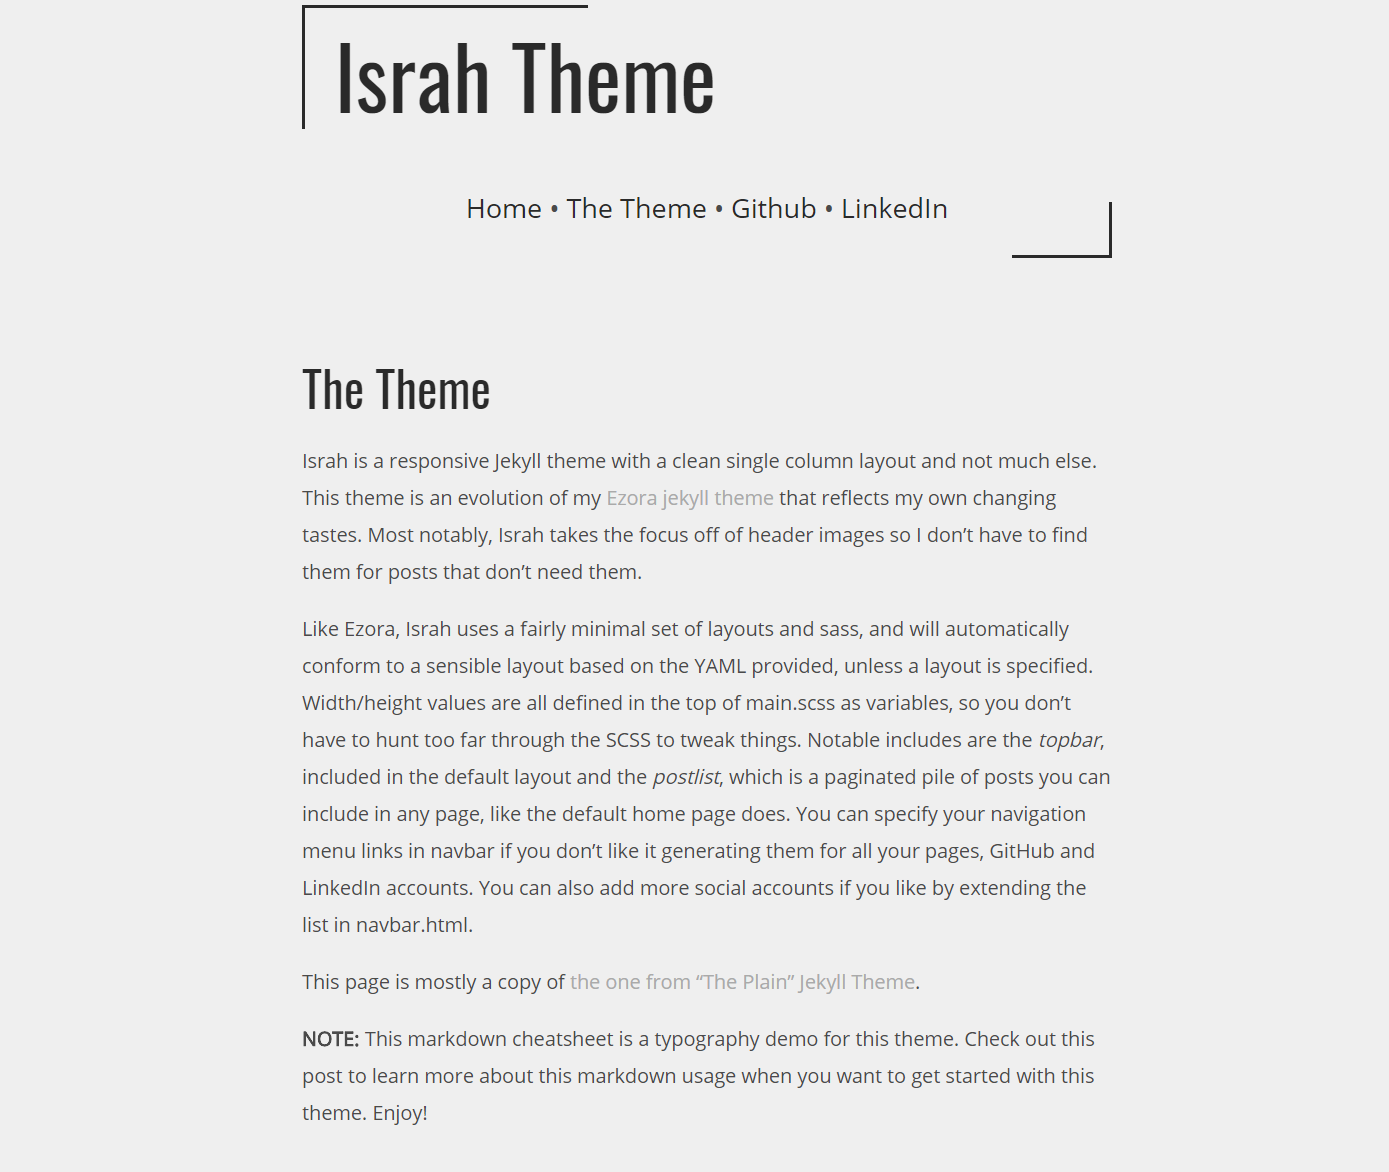 Israh Theme
Home • The Theme • Github • LinkedIn
The Theme
Israh is a responsive Jekyll theme with a clean single column layout and not much else.
This theme is an evolution of my Ezora jekyll theme that reflects my own changing
tastes. Most notably, Israh takes the focus off of header images so I don’t have to find
them for posts that don’t need them.
Like Ezora, Israh uses a fairly minimal set of layouts and sass, and will automatically
conform to a sensible layout based on the YAML provided, unless a layout is specified.
Width/height values are all defined in the top of main.scss as variables, so you don’t
have to hunt too far through the SCSS to tweak things. Notable includes are the topbar,
included in the default layout and the postlist, which is a paginated pile of posts you can
include in any page, like the default home page does. You can specify your navigation
menu links in navbar if you don’t like it generating them for all your pages, GitHub and
LinkedIn accounts. You can also add more social accounts if you like by extending the
list in navbar.html.
This page is mostly a copy of the one from “The Plain” Jekyll Theme.
NOTE: This markdown cheatsheet is a typography demo for this theme. Check out this
post to learn more about this markdown usage when you want to get started with this
theme. Enjoy!